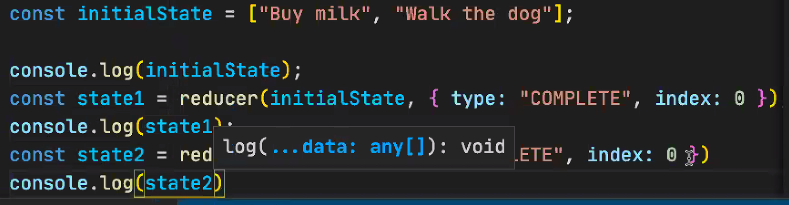 const initialState = ["Buy milk", "Walk the dog"];
console.log(initialState);
const state1 = reducer(initialState, { type: "COMPLETE", index: 0 })
console.log(state1);
const state2 = red LETE", index: 0 })
log(...data: any[]): void
console.log(state2)